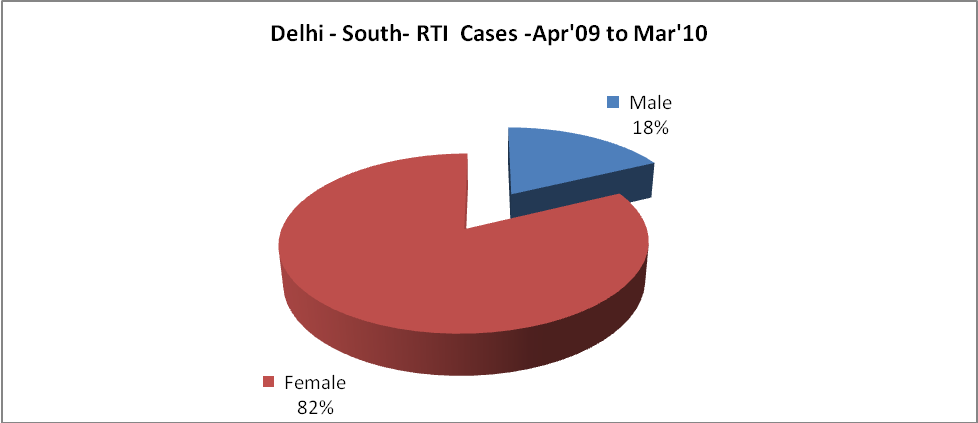 Delhi - South- RTI  Cases -Apr'09 to Mar'10
Male
18%
Female
82%